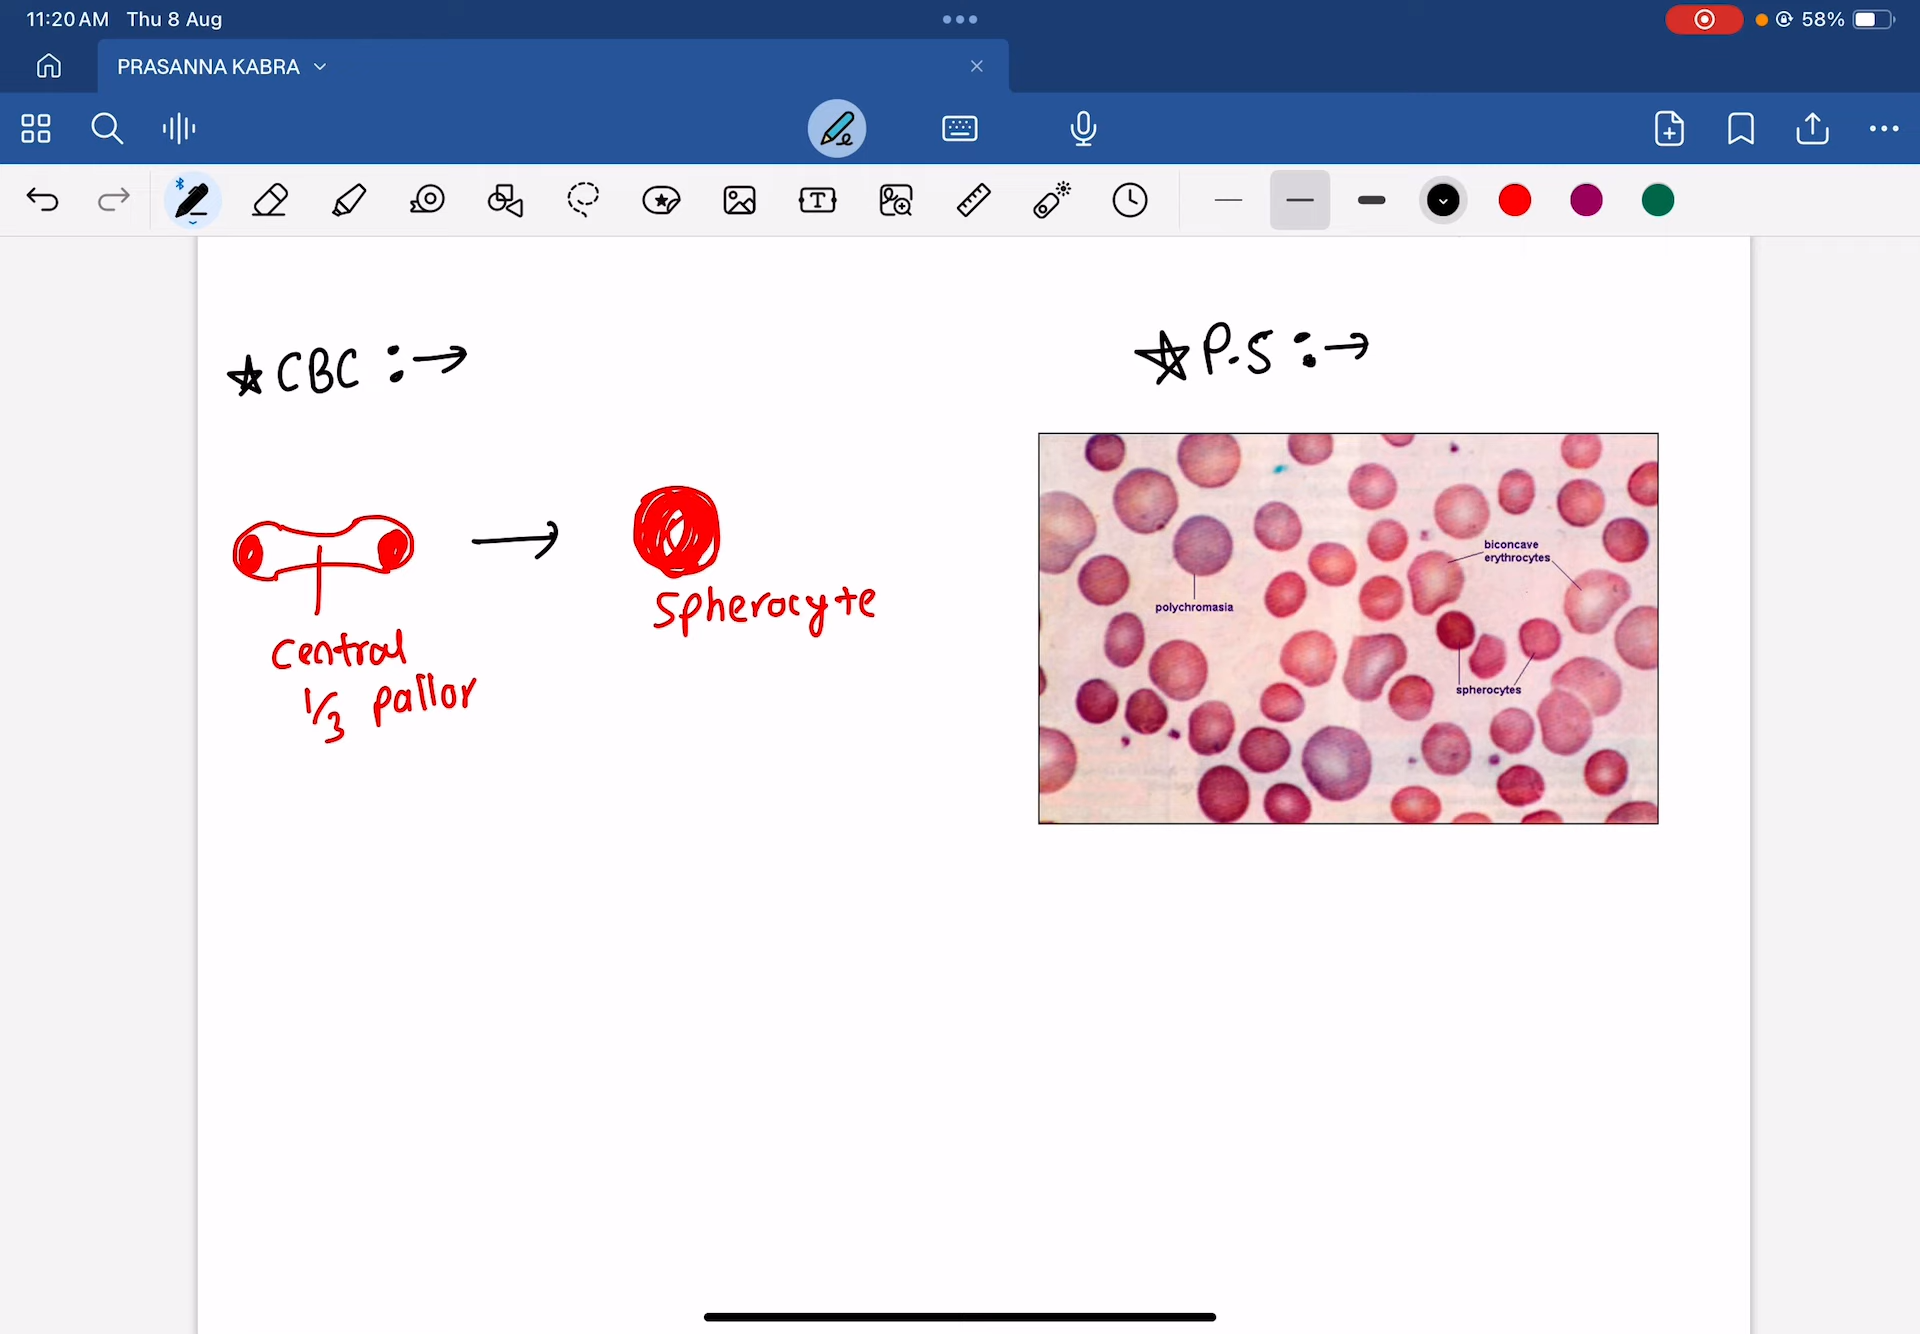 11:20 AM Thu 8 Aug
58%
PRASANNA KABRA
★ CBC :→
★ P.S :→
Spherocyte
central
1/3 pallor
biconcave
erythrocytes
polychromasia
spherocytes